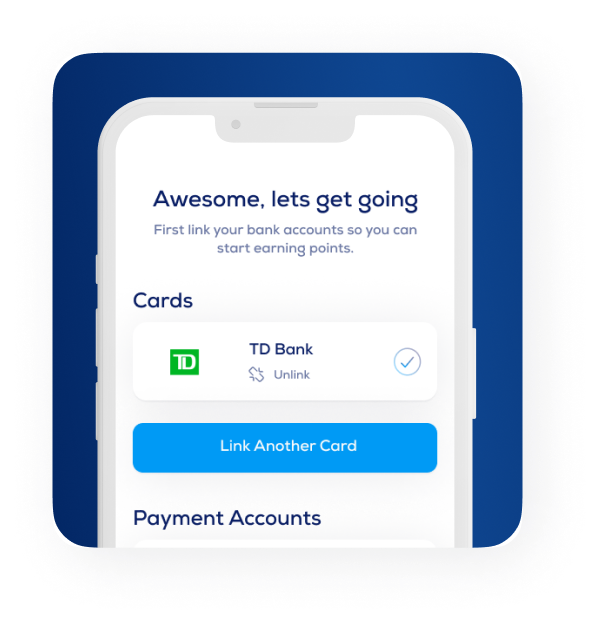 Awesome, lets get going
First link your bank accounts so you can
start earning points.
Cards
TD
TD Bank
Unlink
Link Another Card
Payment Accounts